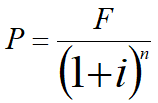 P = F / (1+i)^n